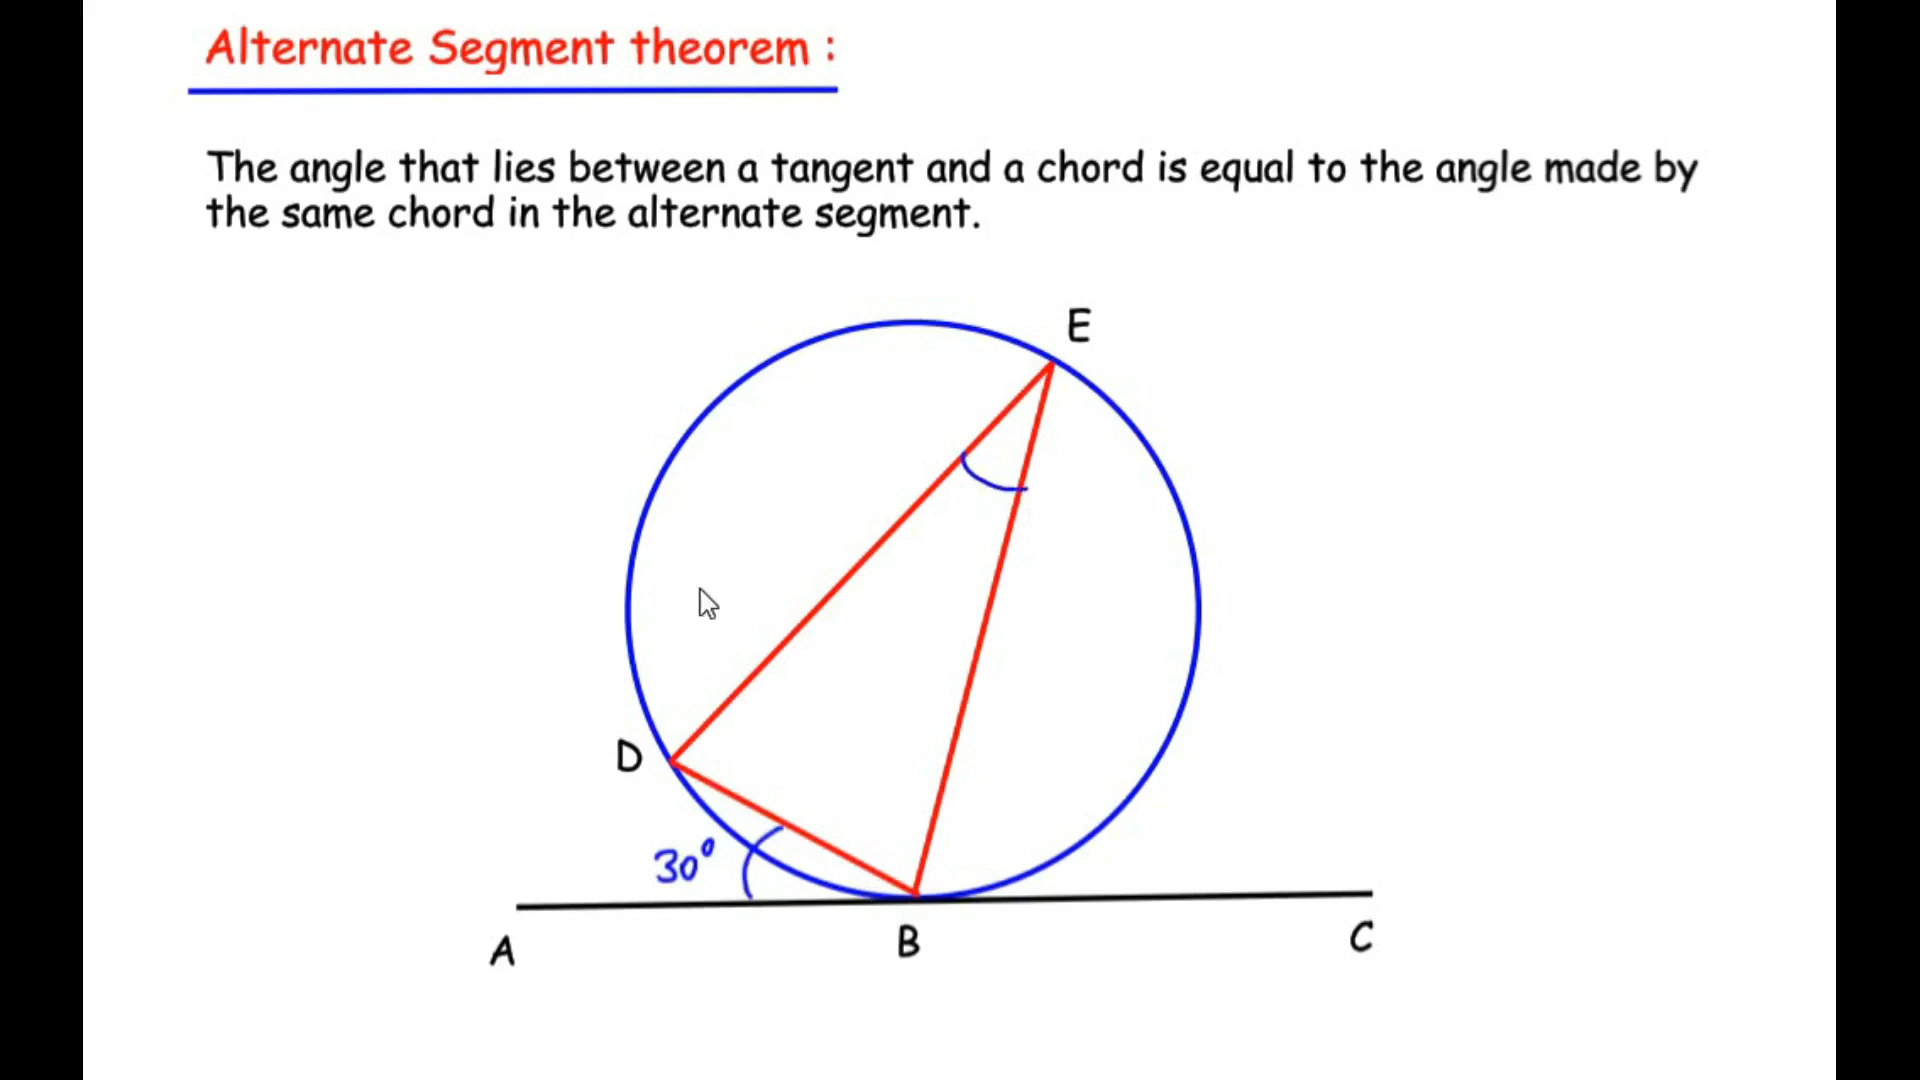 Alternate Segment theorem :
The angle that lies between a tangent and a chord is equal to the angle made by
the same chord in the alternate segment.
E
D
30°
A
B
C